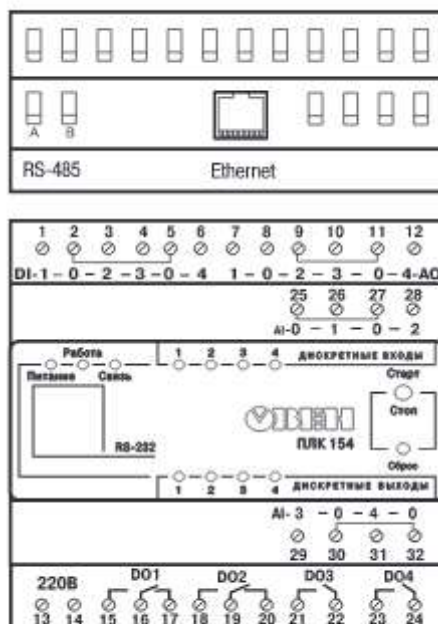 A B
RS-485 Ethernet
1 2 3 4 5 6 7 8 9 10 11 12
DI-1 - 0 - 2 - 3 - 0 - 4 1 - 0 - 2 - 3 - 0 - 4-AO
25 26 27 28
AI-0 - 1 - 0 - 2
Работа
Питание Связь
1 2 3 4 ДИСКРЕТНЫЕ ВХОДЫ
Старт
Стоп
ОВЕН
RS-232
ПЛК 154
Сброс
1 2 3 4 ДИСКРЕТНЫЕ ВЫХОДЫ
AI- 3 - 0 - 4 - 0
29 30 31 32
220В DO1 DO2 DO3 DO4
13 14 15 16 17 18 19 20 21 22 23 24